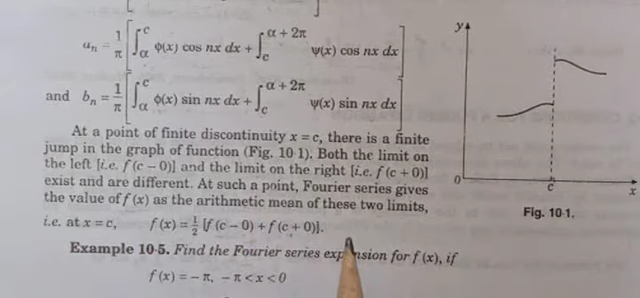 aₙ = 1/π [∫_α^c φ(x) cos nx dx + ∫_c^{α + 2π} ψ(x) cos nx dx]
and bₙ = 1/π [∫_α^c φ(x) sin nx dx + ∫_c^{α + 2π} ψ(x) sin nx dx]
At a point of finite discontinuity x = c, there is a finite
jump in the graph of function (Fig. 10·1). Both the limit on
the left [i.e. f (c – 0)] and the limit on the right [i.e. f (c + 0)]
exist and are different. At such a point, Fourier series gives
the value of f (x) as the arithmetic mean of these two limits,
i.e. at x = c, f (x) = ½ [f (c – 0) + f (c + 0)].
Example 10·5. Find the Fourier series expansion for f (x), if
f (x) = – π, – π < x < 0
y
0
c
x
Fig. 10·1.